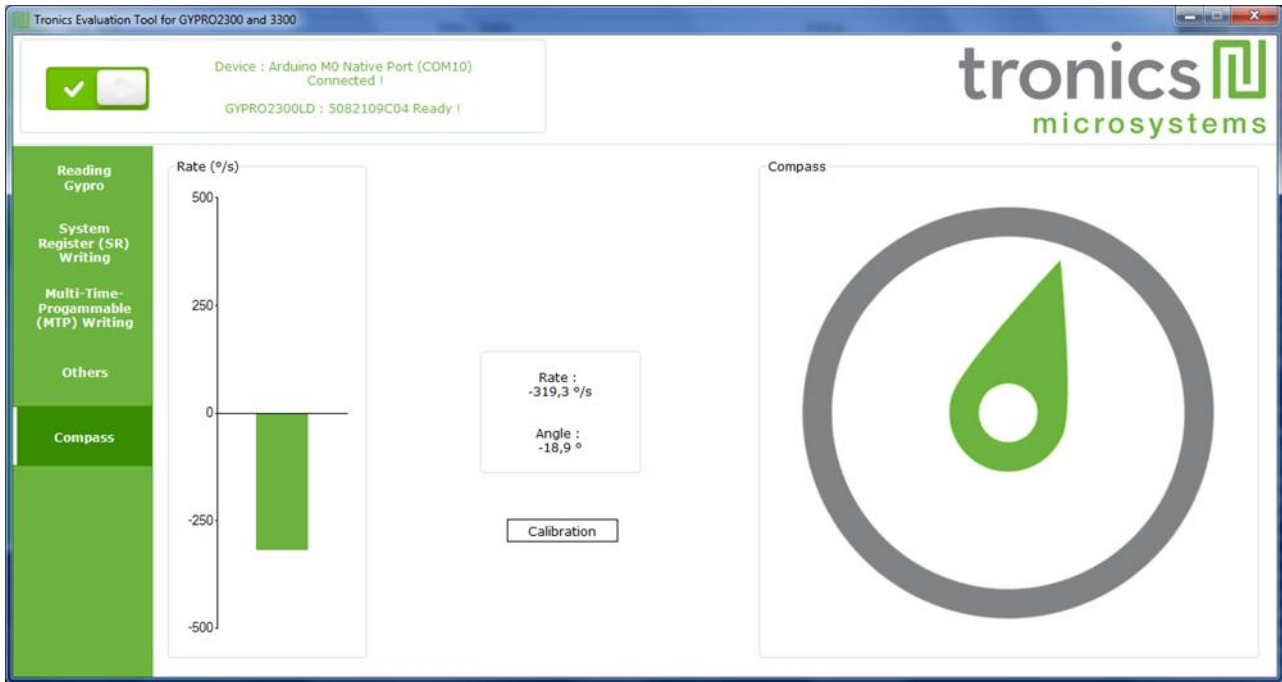 Tronics Evaluation Tool for GYPRO2300 and 3300
Device : Arduino M0 Native Port (COM10)
Connected !
GYPRO2300LD : 5082109C04 Ready !
tronics
microsystems
Reading
Gypro
System
Register (SR)
Writing
Multi-Time-
Progammable
(MTP) Writing
Others
Compass
Rate (º/s)
500
250
0
-250
-500
Rate :
-319,3 º/s
Angle :
-18,9 º
Calibration
Compass